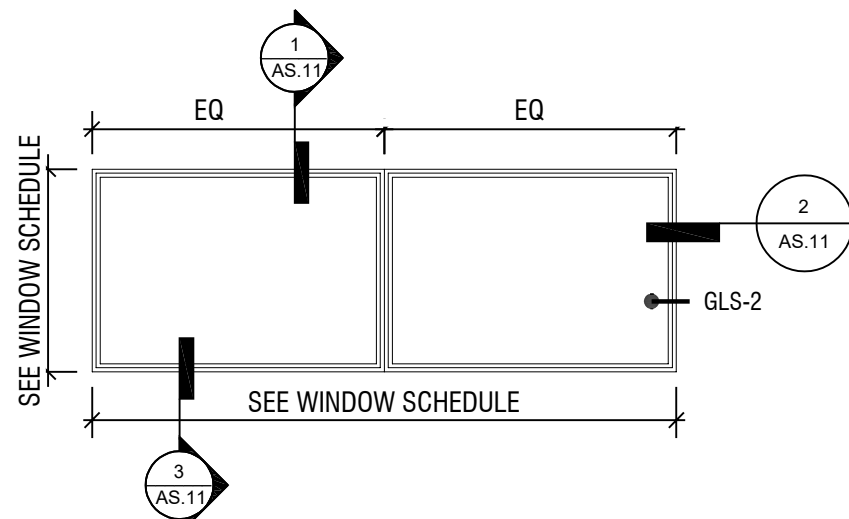 1
AS.11
EQ
EQ
SEE WINDOW SCHEDULE
2
AS.11
GLS-2
SEE WINDOW SCHEDULE
3
AS.11